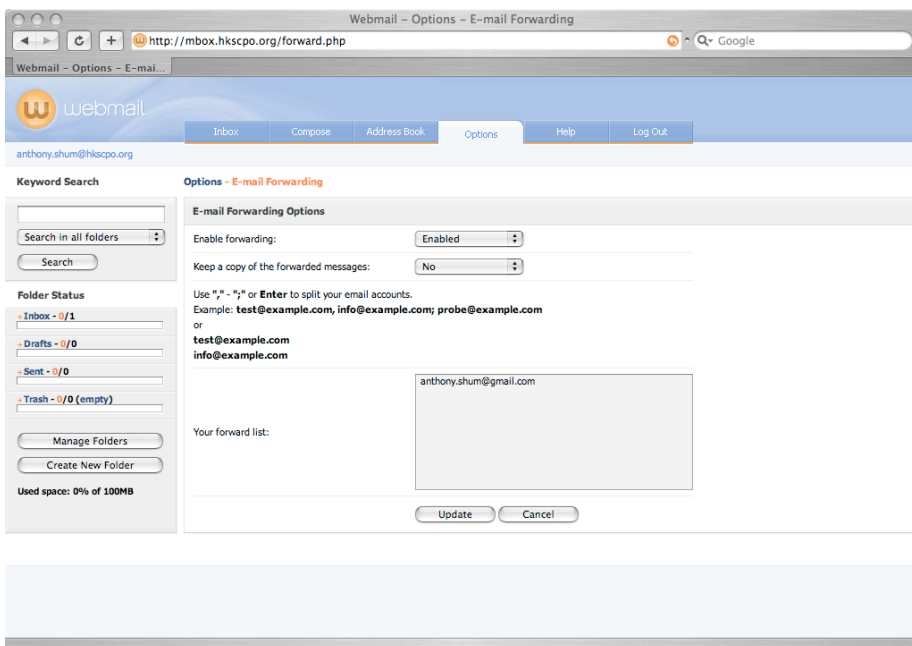 Webmail – Options – E-mail Forwarding
http://mbox.hkscpo.org/forward.php
Google
Webmail – Options – E-mai...
w webmail
Inbox Compose Address Book Options Help Log Out
anthony.shum@hkscpo.org
Keyword Search
Search in all folders
Search
Folder Status
Inbox - 0/1
Drafts - 0/0
Sent - 0/0
Trash - 0/0 (empty)
Manage Folders
Create New Folder
Used space: 0% of 100MB
Options - E-mail Forwarding
E-mail Forwarding Options
Enable forwarding: Enabled
Keep a copy of the forwarded messages: No
Use "," - ";" or Enter to split your email accounts.
Example: test@example.com, info@example.com; probe@example.com
or
test@example.com
info@example.com
Your forward list: anthony.shum@gmail.com
Update Cancel